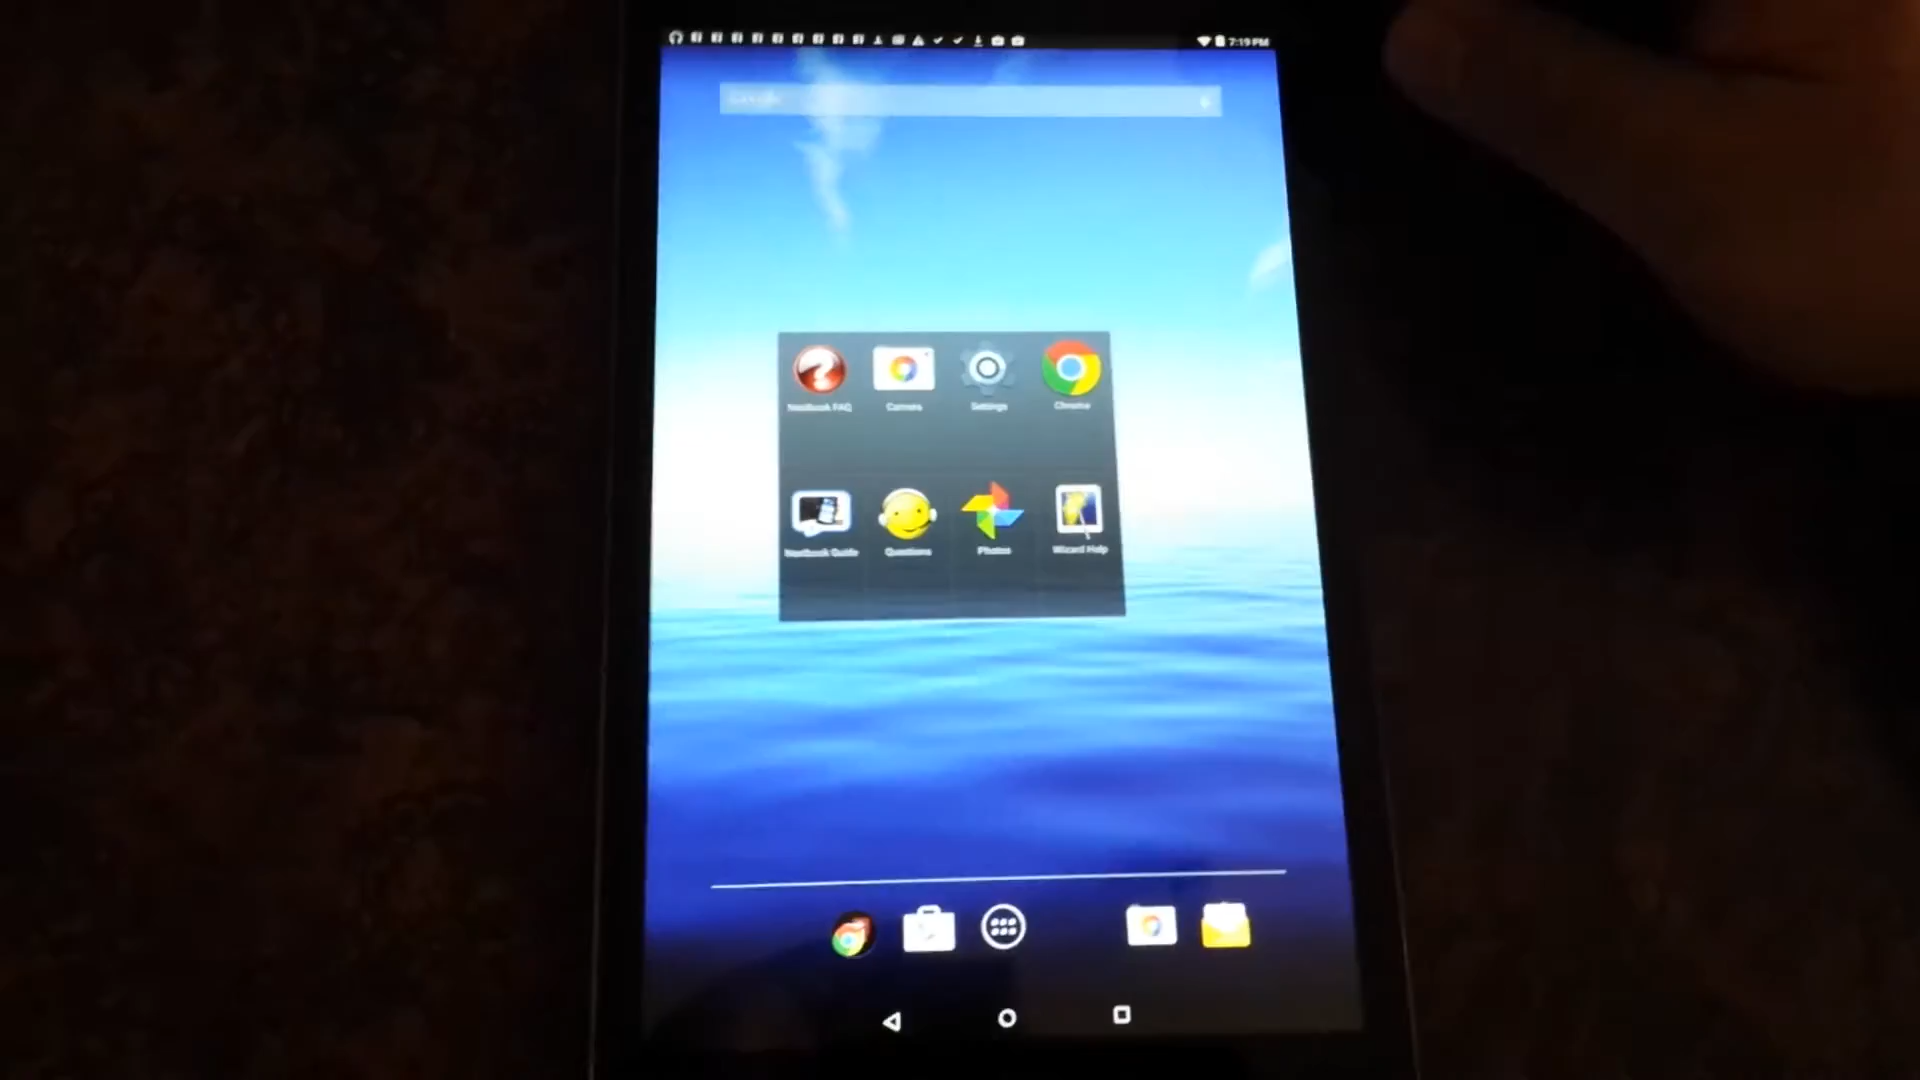 7:19 PM
Google
Nextbook FAQ Camera Settings Chrome
Nextbook Guide Questions Photos Wizard Help